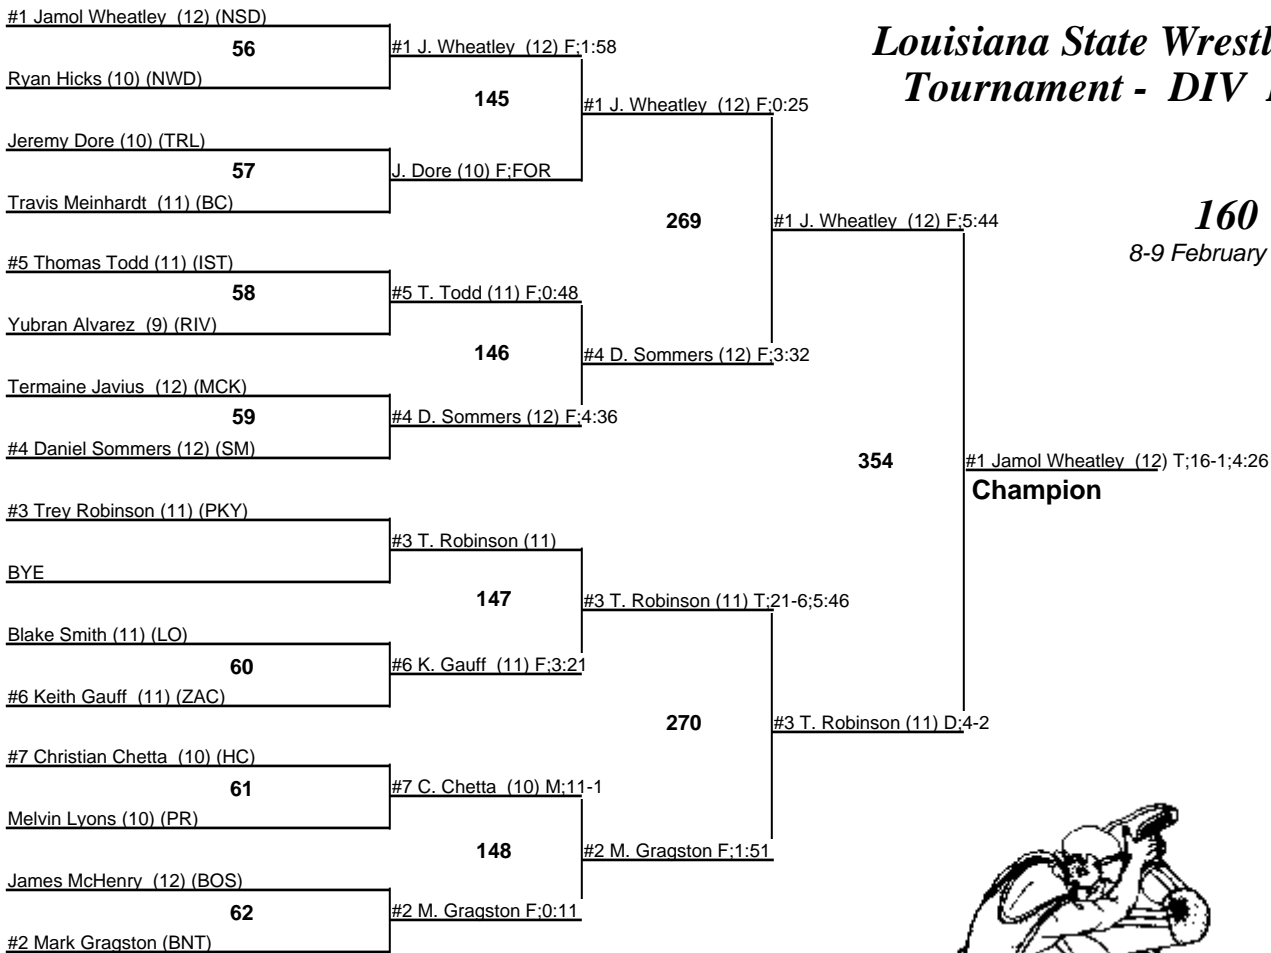 Louisiana State Wrestl
Tournament - DIV
160
8-9 February
#1 Jamol Wheatley (12) (NSD)
56
Ryan Hicks (10) (NWD)
Jeremy Dore (10) (TRL)
57
Travis Meinhardt (11) (BC)
#5 Thomas Todd (11) (IST)
58
Yubran Alvarez (9) (RIV)
Termaine Javius (12) (MCK)
59
#4 Daniel Sommers (12) (SM)
#3 Trey Robinson (11) (PKY)
BYE
Blake Smith (11) (LO)
60
#6 Keith Gauff (11) (ZAC)
#7 Christian Chetta (10) (HC)
61
Melvin Lyons (10) (PR)
James McHenry (12) (BOS)
62
#2 Mark Gragston (BNT)
#1 J. Wheatley (12) F;1:58
145
J. Dore (10) F;FOR
#5 T. Todd (11) F;0:48
146
#4 D. Sommers (12) F;4:36
#3 T. Robinson (11)
147
#6 K. Gauff (11) F;3:21
#7 C. Chetta (10) M;11-1
148
#2 M. Gragston F;0:11
#1 J. Wheatley (12) F;0:25
269
#4 D. Sommers (12) F;3:32
#3 T. Robinson (11) T;21-6;5:46
270
#2 M. Gragston F;1:51
#1 J. Wheatley (12) F;5:44
354
#3 T. Robinson (11) D;4-2
#1 Jamol Wheatley (12) T;16-1;4:26
Champion